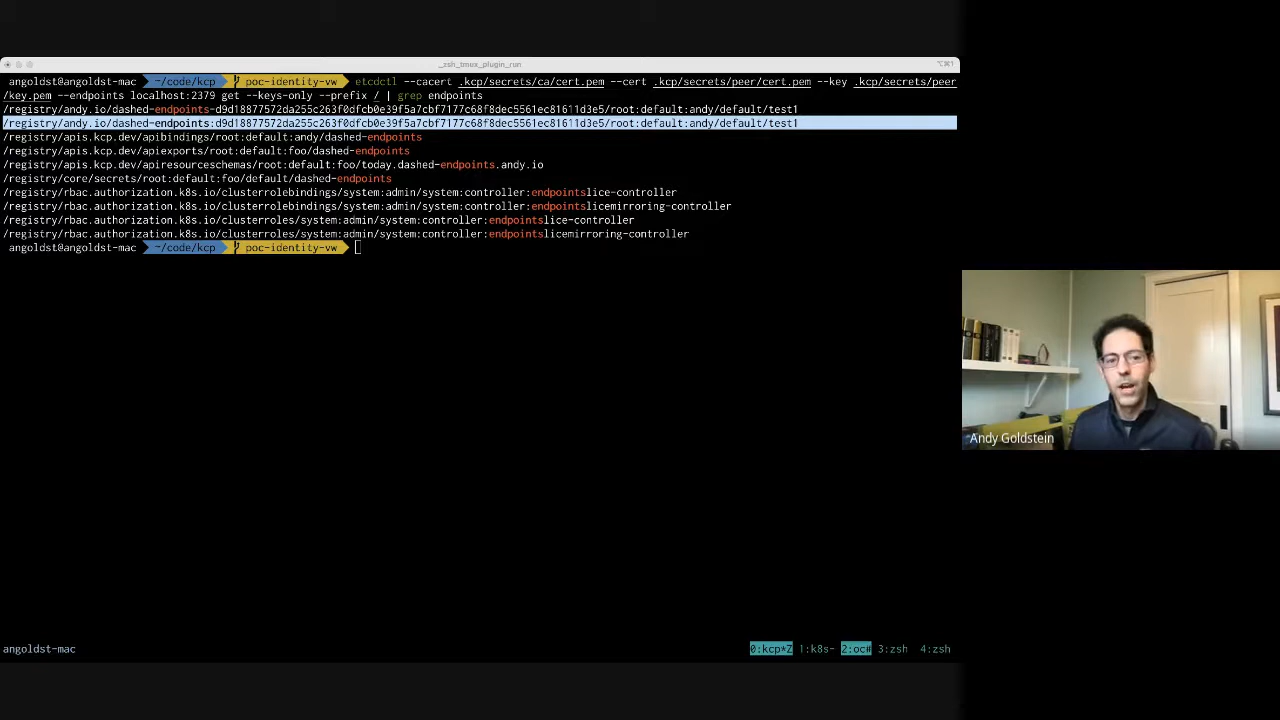 _zsh_tmux_plugin_run
⌥⌘1
angoldst@angoldst-mac ~/code/kcp poc-identity-vw etcdctl --cacert .kcp/secrets/ca/cert.pem --cert .kcp/secrets/peer/cert.pem --key .kcp/secrets/peer
/key.pem --endpoints localhost:2379 get --keys-only --prefix / | grep endpoints
/registry/andy.io/dashed-endpoints-d9d18877572da255c263f0dfcb0e39f5a7cbf7177c68f8dec5561ec81611d3e5/root:default:andy/default/test1
/registry/andy.io/dashed-endpoints:d9d18877572da255c263f0dfcb0e39f5a7cbf7177c68f8dec5561ec81611d3e5/root:default:andy/default/test1
/registry/apis.kcp.dev/apibindings/root:default:andy/dashed-endpoints
/registry/apis.kcp.dev/apiexports/root:default:foo/dashed-endpoints
/registry/apis.kcp.dev/apiresourceschemas/root:default:foo/today.dashed-endpoints.andy.io
/registry/core/secrets/root:default:foo/default/dashed-endpoints
/registry/rbac.authorization.k8s.io/clusterrolebindings/system:admin/system:controller:endpointslice-controller
/registry/rbac.authorization.k8s.io/clusterrolebindings/system:admin/system:controller:endpointslicemirroring-controller
/registry/rbac.authorization.k8s.io/clusterroles/system:admin/system:controller:endpointslice-controller
/registry/rbac.authorization.k8s.io/clusterroles/system:admin/system:controller:endpointslicemirroring-controller
angoldst@angoldst-mac ~/code/kcp poc-identity-vw
Andy Goldstein
angoldst-mac 0:kcp*Z 1:k8s- 2:oc# 3:zsh 4:zsh